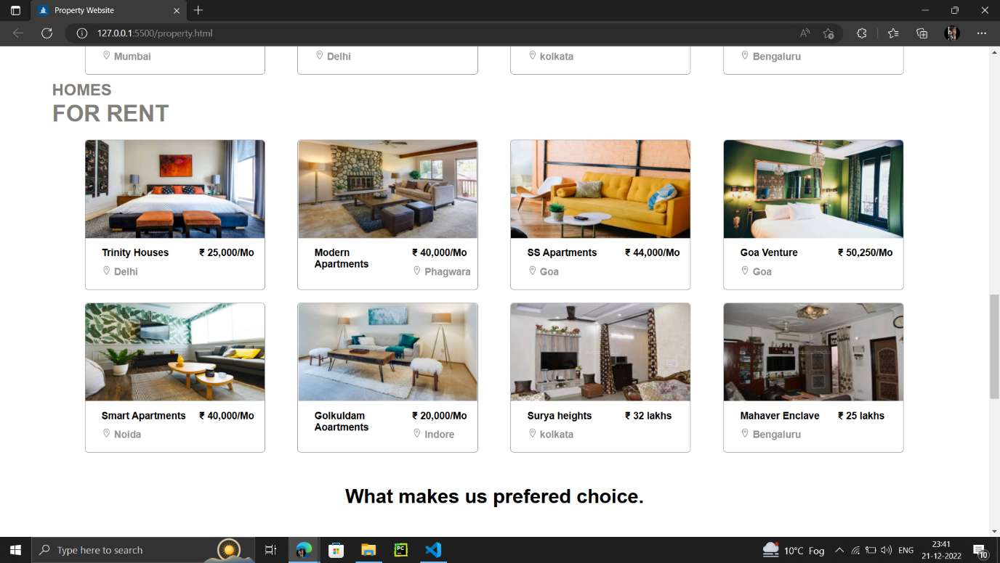 Property Website
127.0.0.1:5500/property.html
Mumbai
Delhi
kolkata
Bengaluru
HOMES
FOR RENT
Trinity Houses ₹ 25,000/Mo
Delhi
Modern ₹ 40,000/Mo
Apartments
Phagwara
SS Apartments ₹ 44,000/Mo
Goa
Goa Venture ₹ 50,250/Mo
Goa
Smart Apartments ₹ 40,000/Mo
Noida
Golkuldam ₹ 20,000/Mo
Aoartments
Indore
Surya heights ₹ 32 lakhs
kolkata
Mahaver Enclave ₹ 25 lakhs
Bengaluru
What makes us prefered choice.
Type here to search
PC
10°C Fog
ENG
23:41
21-12-2022
10